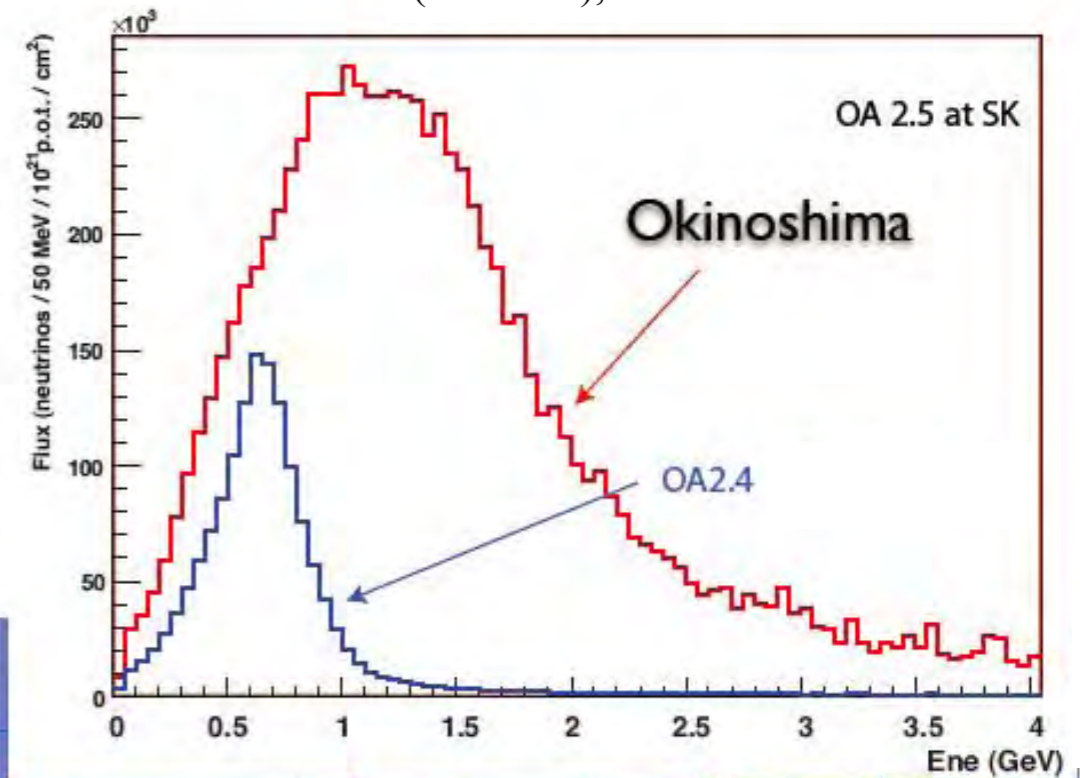 ×10³
Flux (neutrinos / 50 MeV / 10²¹p.o.t./ cm²)
250
200
150
100
50
0
OA 2.5 at SK
Okinoshima
OA2.4
0 0.5 1 1.5 2 2.5 3 3.5 4
Ene (GeV)